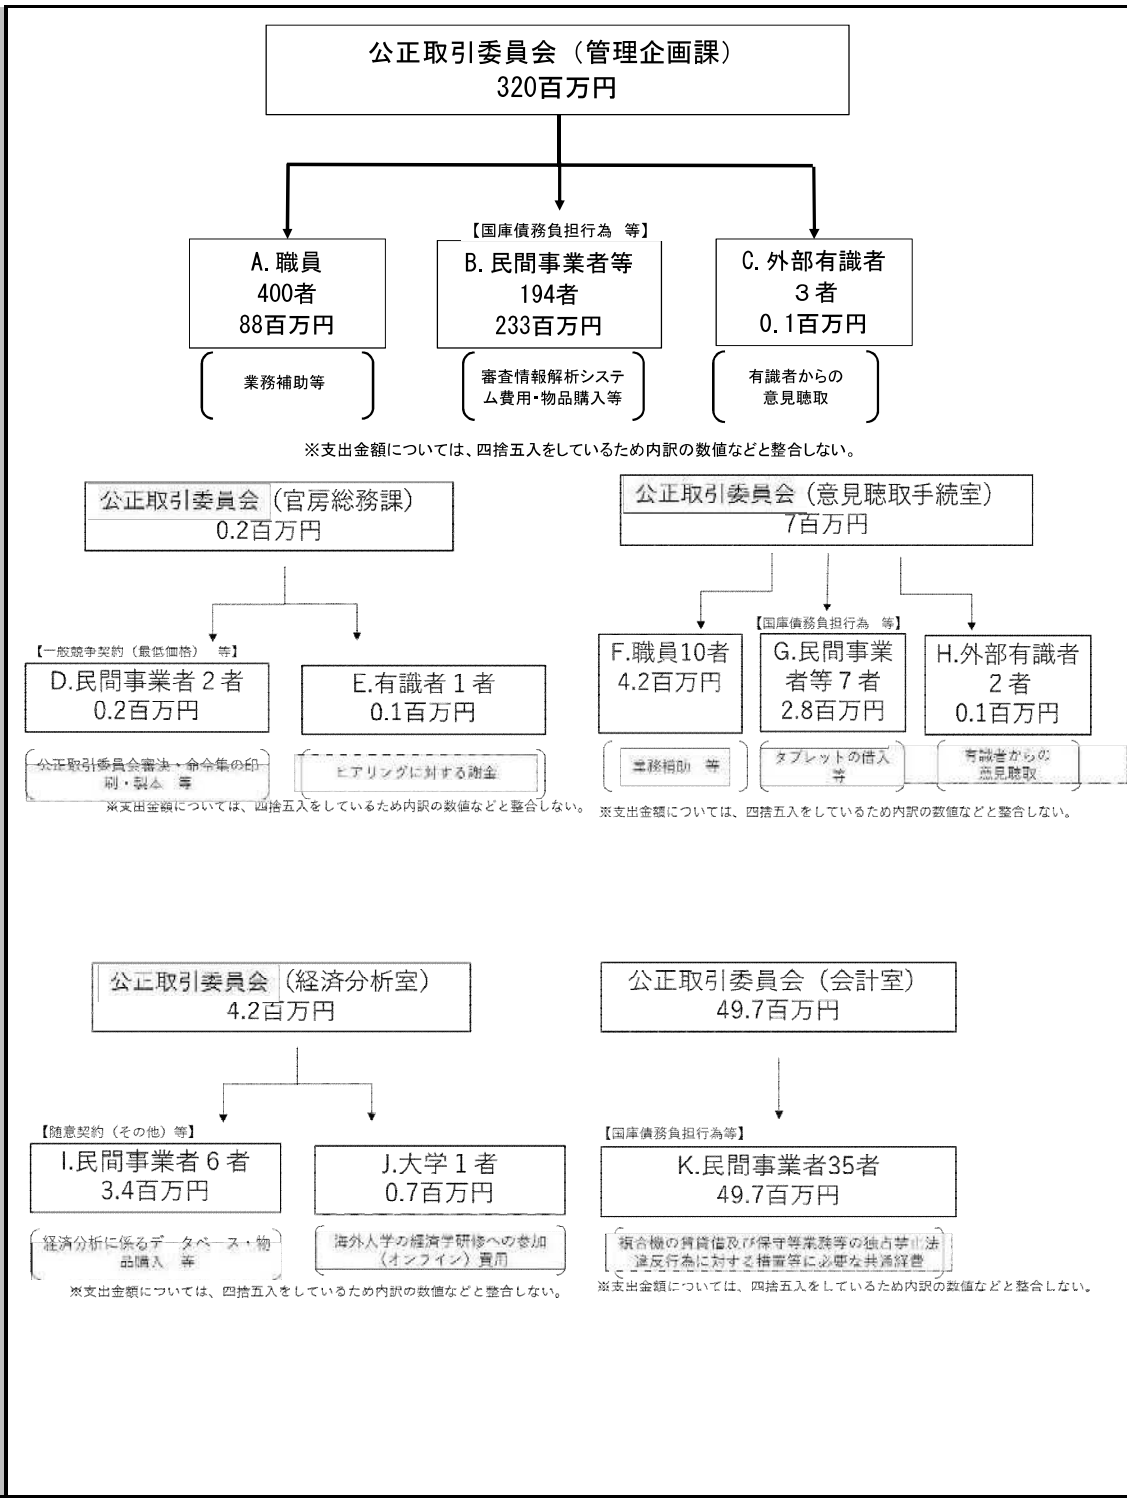 公正取引委員会（管理企画課）
320百万円
【国庫債務負担行為　等】
A．職員
400者
88百万円
業務補助等
B．民間事業者等
194者
233百万円
審査情報解析システ
ム費用・物品購入等
C．外部有識者
３者
0.1百万円
有識者からの
意見聴取
※支出金額については、四捨五入をしているため内訳の数値などと整合しない。
公正取引委員会（官房総務課）
0.2百万円
【一般競争契約（最低価格）　等】
D.民間事業者２者
0.2百万円
公正取引委員会審決・命令集の印
刷・製本　等
E.有識者１者
0.1百万円
ヒアリングに対する謝金
※支出金額については、四捨五入をしているため内訳の数値などと整合しない。
公正取引委員会（意見聴取手続室）
7百万円
F.職員10者
4.2百万円
業務補助　等
【国庫債務負担行為　等】
G.民間事業
者等７者
2.8百万円
タブレットの借入
等
H.外部有識者
２者
0.1百万円
有識者からの
意見聴取
※支出金額については、四捨五入をしているため内訳の数値などと整合しない。
公正取引委員会（経済分析室）
4.2百万円
【随意契約（その他）等】
I.民間事業者６者
3.4百万円
経済分析に係るデータベース・物
品購入　等
J.大学１者
0.7百万円
海外大学の経済学研修への参加
（オンライン）費用
※支出金額については、四捨五入をしているため内訳の数値などと整合しない。
公正取引委員会（会計室）
49.7百万円
【国庫債務負担行為等】
K.民間事業者35者
49.7百万円
複合機の賃貸借及び保守等業務等の独占禁止法
違反行為に対する措置等に必要な共通経費
※支出金額については、四捨五入をしているため内訳の数値などと整合しない。